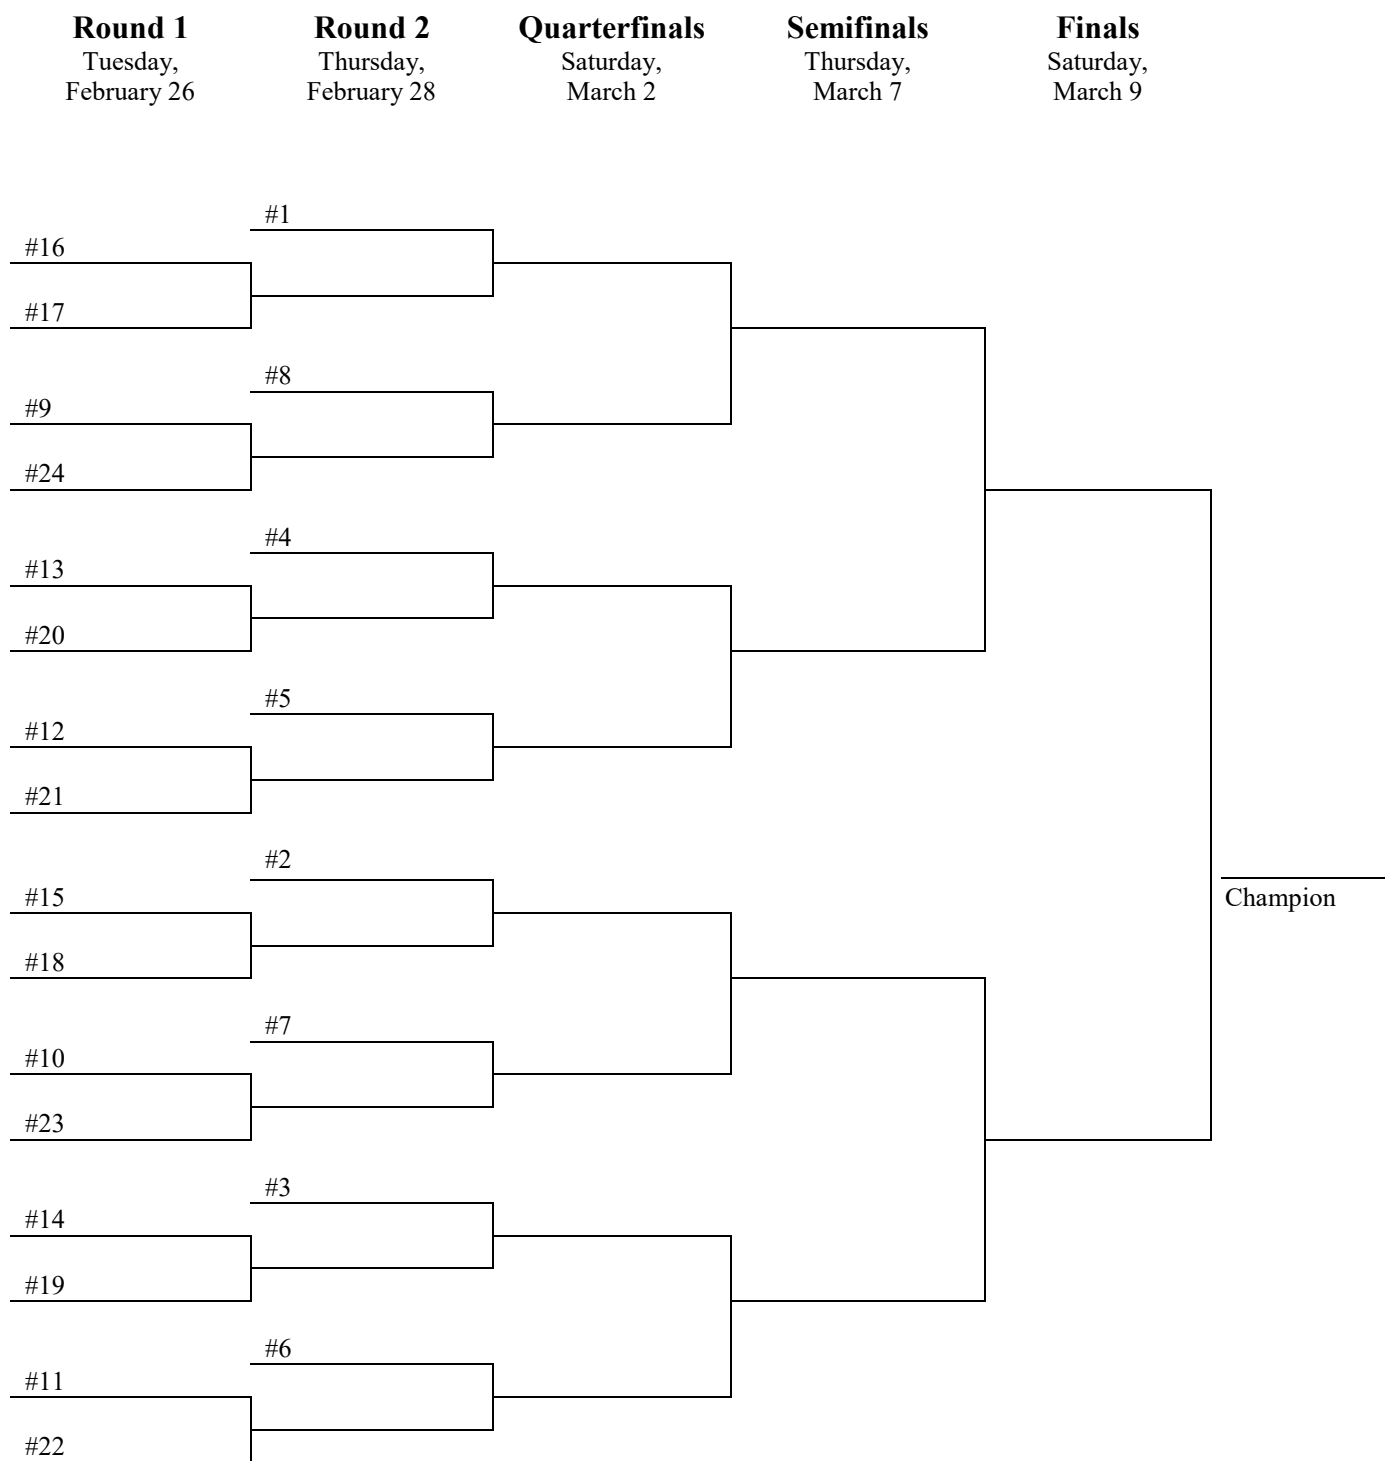 Round 1
Tuesday,
February 26
Round 2
Thursday,
February 28
Quarterfinals
Saturday,
March 2
Semifinals
Thursday,
March 7
Finals
Saturday,
March 9
#1
#16
#17
#8
#9
#24
#4
#13
#20
#5
#12
#21
#2
#15
Champion
#18
#7
#10
#23
#3
#14
#19
#6
#11
#22